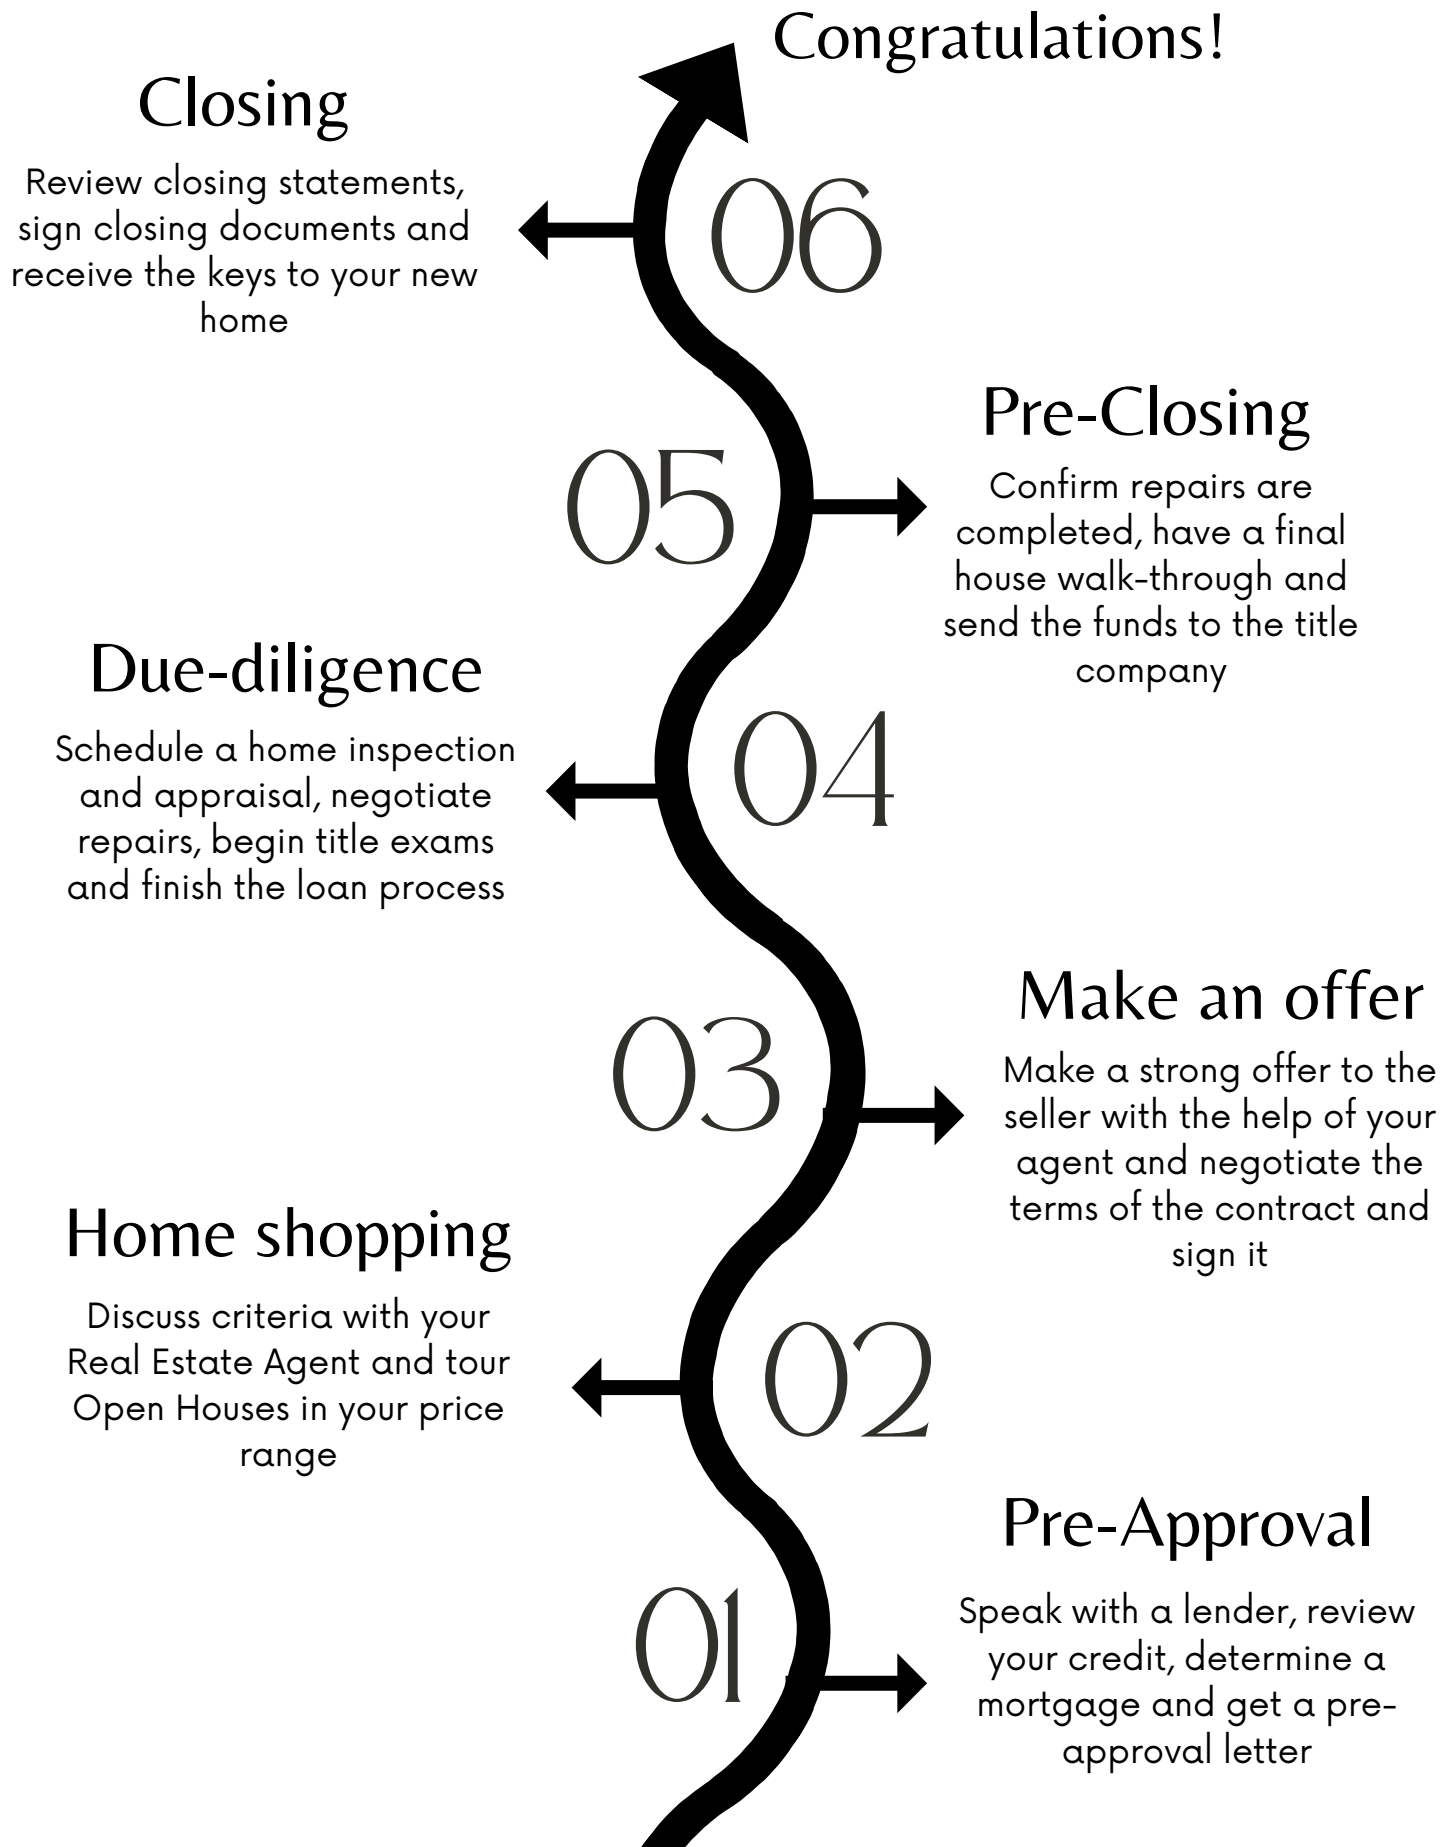 Congratulations!
Closing
Review closing statements,
sign closing documents and
receive the keys to your new
home
06
Pre-Closing
Confirm repairs are
completed, have a final
house walk-through and
send the funds to the title
company
05
Due-diligence
Schedule a home inspection
and appraisal, negotiate
repairs, begin title exams
and finish the loan process
04
Make an offer
Make a strong offer to the
seller with the help of your
agent and negotiate the
terms of the contract and
sign it
03
Home shopping
Discuss criteria with your
Real Estate Agent and tour
Open Houses in your price
range
02
Pre-Approval
Speak with a lender, review
your credit, determine a
mortgage and get a pre-
approval letter
01